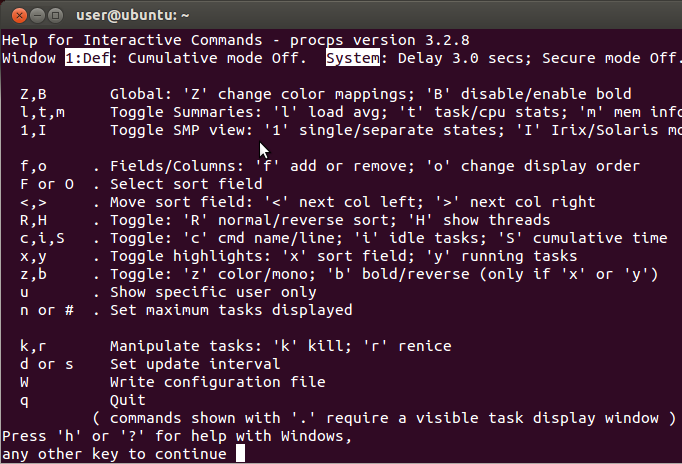 user@ubuntu: ~
Help for Interactive Commands - procps version 3.2.8
Window 1:Def: Cumulative mode Off.  System: Delay 3.0 secs; Secure mode Off.
  Z,B       Global: 'Z' change color mappings; 'B' disable/enable bold
  l,t,m     Toggle Summaries: 'l' load avg; 't' task/cpu stats; 'm' mem info
  1,I       Toggle SMP view: '1' single/separate states; 'I' Irix/Solaris mo
  f,o     . Fields/Columns: 'f' add or remove; 'o' change display order
  F or O  . Select sort field
  <,>     . Move sort field: '<' next col left; '>' next col right
  R,H     . Toggle: 'R' normal/reverse sort; 'H' show threads
  c,i,S   . Toggle: 'c' cmd name/line; 'i' idle tasks; 'S' cumulative time
  x,y     . Toggle highlights: 'x' sort field; 'y' running tasks
  z,b     . Toggle: 'z' color/mono; 'b' bold/reverse (only if 'x' or 'y')
  u       . Show specific user only
  n or #  . Set maximum tasks displayed
  k,r       Manipulate tasks: 'k' kill; 'r' renice
  d or s    Set update interval
  W         Write configuration file
  q         Quit
          ( commands shown with '.' require a visible task display window )
Press 'h' or '?' for help with Windows,
any other key to continue